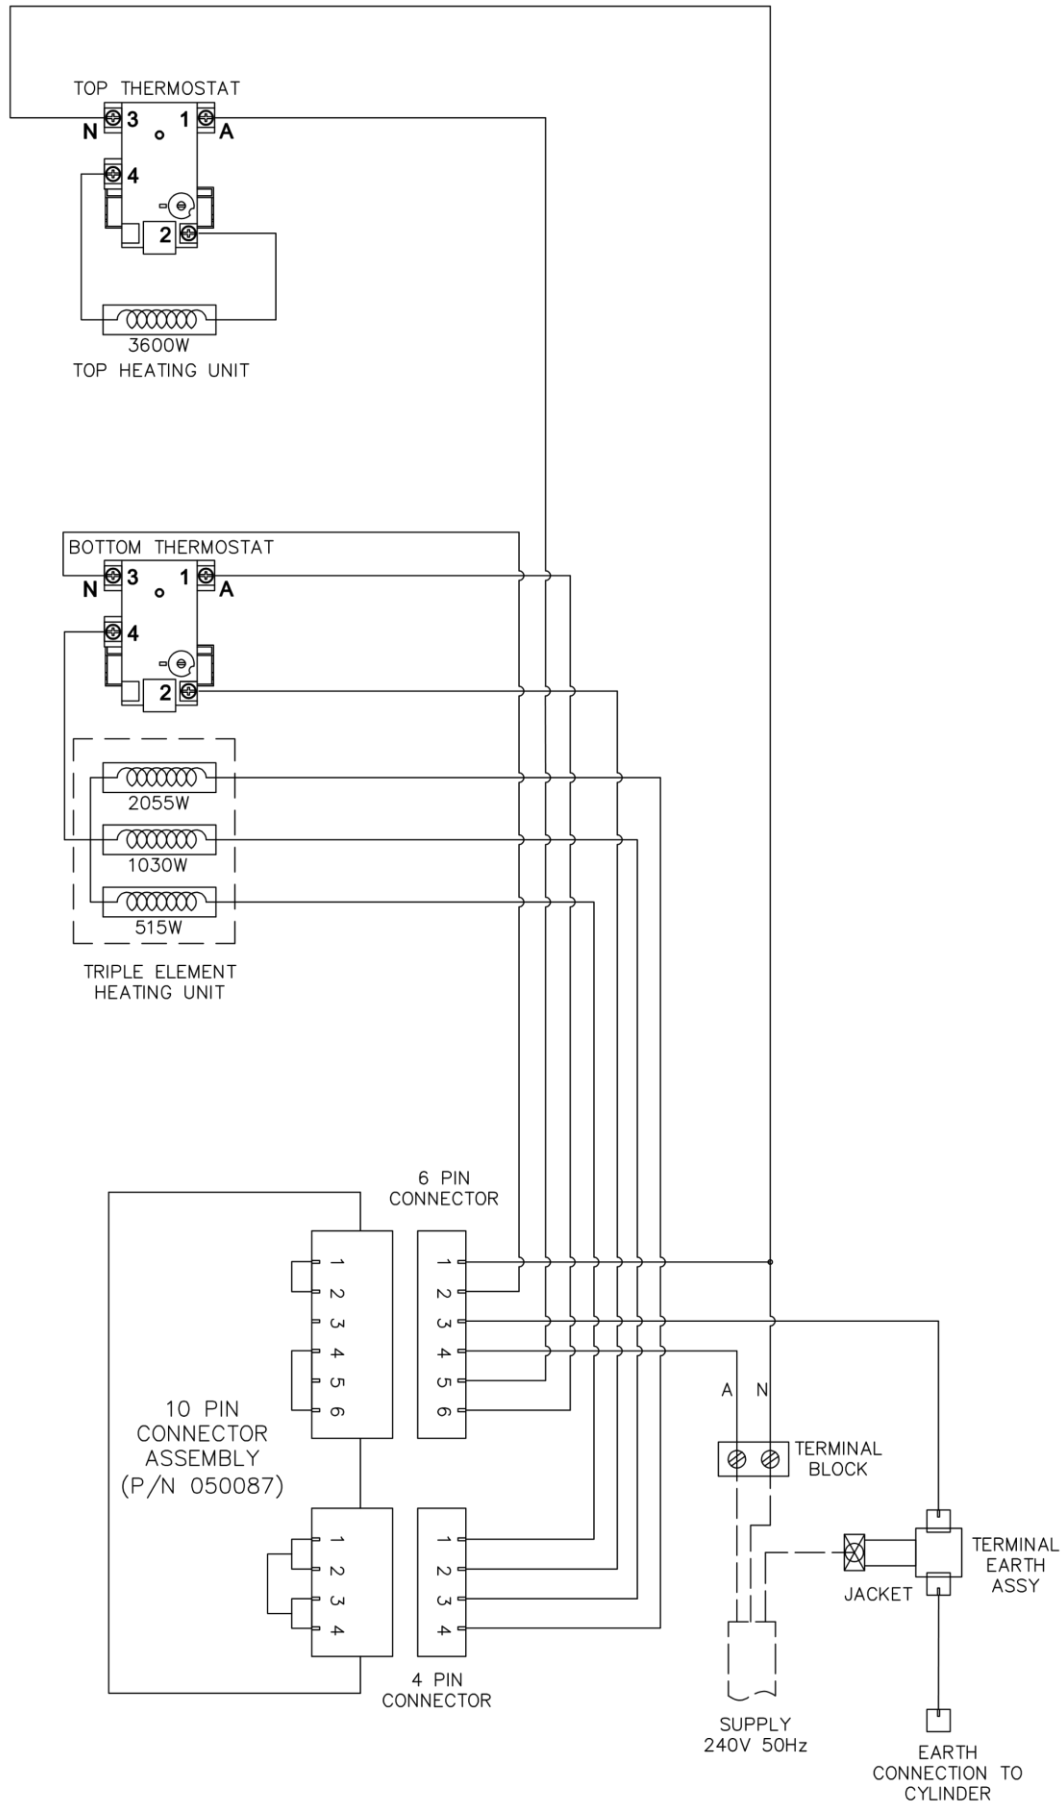 TOP THERMOSTAT
3 1
N A
4
2
3600W
TOP HEATING UNIT
BOTTOM THERMOSTAT
3 1
N A
4
2
2055W
1030W
515W
TRIPLE ELEMENT
HEATING UNIT
6 PIN
CONNECTOR
1 1
2 2
3 3
4 4
5 5
6 6
10 PIN
CONNECTOR
ASSEMBLY
(P/N 050087)
A N
TERMINAL
BLOCK
1 1
2 2
3 3
4 4
4 PIN
CONNECTOR
JACKET
TERMINAL
EARTH
ASSY
SUPPLY
240V 50Hz
EARTH
CONNECTION TO
CYLINDER